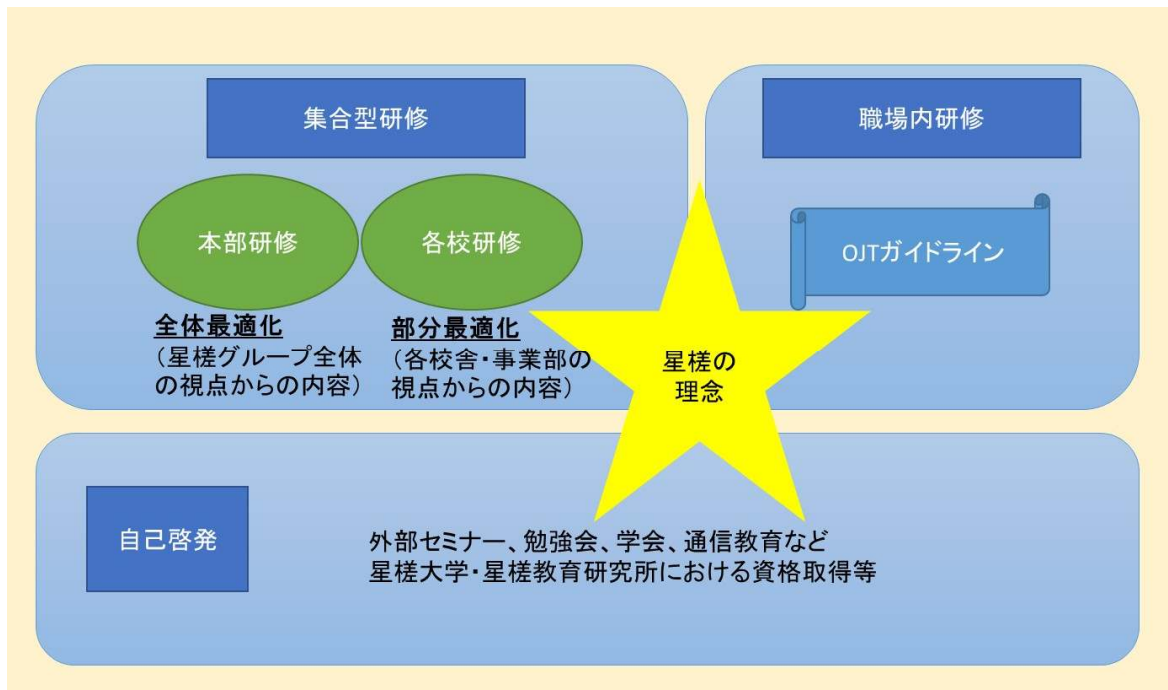 集合型研修
職場内研修
本部研修
各校研修
OJTガイドライン
全体最適化
（星槎グループ全体
の視点からの内容）
部分最適化
（各校舎・事業部の
視点からの内容）
星槎の
理念
自己啓発
外部セミナー、勉強会、学会、通信教育など
星槎大学・星槎教育研究所における資格取得等